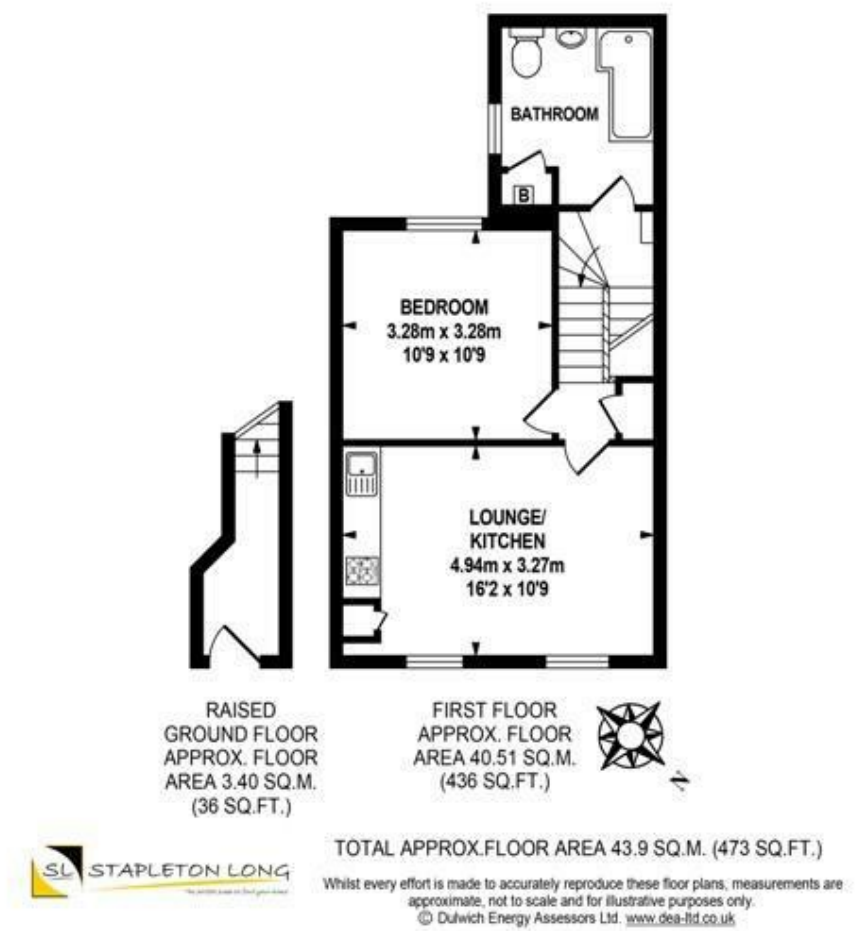 BATHROOM
B
BEDROOM
3.28m x 3.28m
10'9 x 10'9
LOUNGE/
KITCHEN
4.94m x 3.27m
16'2 x 10'9
RAISED
GROUND FLOOR
APPROX. FLOOR
AREA 3.40 SQ.M.
(36 SQ.FT.)
FIRST FLOOR
APPROX. FLOOR
AREA 40.51 SQ.M.
(436 SQ.FT.)
N
TOTAL APPROX.FLOOR AREA 43.9 SQ.M. (473 SQ.FT.)
SL STAPLETON LONG
Whilst every effort is made to accurately reproduce these floor plans, measurements are
approximate, not to scale and for illustrative purposes only.
© Dulwich Energy Assessors Ltd. www.dea-ltd.co.uk